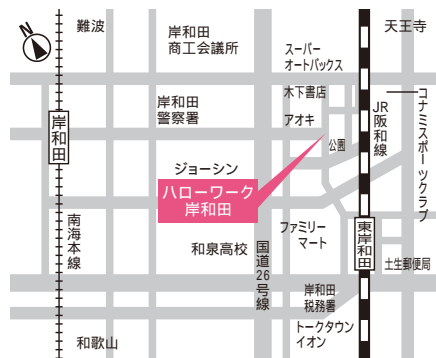 N
難波
岸和田
商工会議所
スーパー
オートバックス
天王寺
木下書店
アオキ
公園
JR阪和線
コナミスポーツクラブ
岸和田
警察署
岸和田
ジョーシン
ハローワーク
岸和田
南海本線
和泉高校
国道26号線
ファミリー
マート
東岸和田
土生郵便局
岸和田
税務署
トークタウン
イオン
和歌山